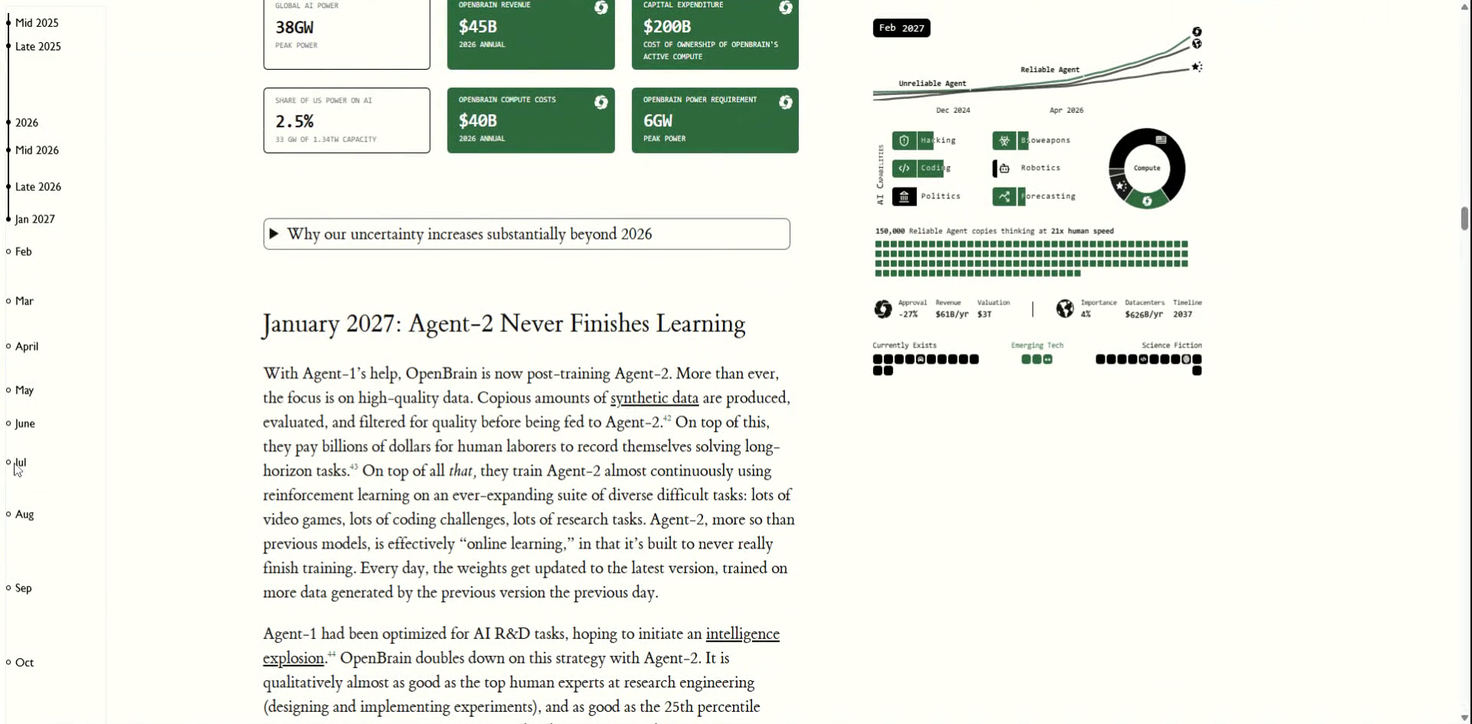 Mid 2025
Late 2025
2026
Mid 2026
Late 2026
Jan 2027
Feb
Mar
April
May
June
Jul
Aug
Sep
Oct
GLOBAL AI POWER
38GW
PEAK POWER
OPENBRAIN REVENUE
$45B
2026 ANNUAL
CAPITAL EXPENDITURE
$200B
COST OF OWNERSHIP OF OPENBRAIN'S
ACTIVE COMPUTE
SHARE OF US POWER ON AI
2.5%
33 GW OF 1.34TW CAPACITY
OPENBRAIN COMPUTE COSTS
$40B
2026 ANNUAL
OPENBRAIN POWER REQUIREMENT
6GW
PEAK POWER
Why our uncertainty increases substantially beyond 2026
January 2027: Agent-2 Never Finishes Learning
With Agent-1’s help, OpenBrain is now post-training Agent-2. More than ever,
the focus is on high-quality data. Copious amounts of synthetic data are produced,
evaluated, and filtered for quality before being fed to Agent-2.42 On top of this,
they pay billions of dollars for human laborers to record themselves solving long-
horizon tasks.43 On top of all that, they train Agent-2 almost continuously using
reinforcement learning on an ever-expanding suite of diverse difficult tasks: lots of
video games, lots of coding challenges, lots of research tasks. Agent-2, more so than
previous models, is effectively “online learning,” in that it’s built to never really
finish training. Every day, the weights get updated to the latest version, trained on
more data generated by the previous version the previous day.
Agent-1 had been optimized for AI R&D tasks, hoping to initiate an intelligence
explosion.44 OpenBrain doubles down on this strategy with Agent-2. It is
qualitatively almost as good as the top human experts at research engineering
(designing and implementing experiments), and as good as the 25th percentile
Feb 2027
Reliable Agent
Unreliable Agent
Dec 2024
Apr 2026
AI Capabilities
Hacking
Bioweapons
Coding
Robotics
Politics
Forecasting
Compute
150,000 Reliable Agent copies thinking at 21x human speed
Approval Revenue Valuation
-27% $61B/yr $3T
Importance Datacenters Timeline
4% $626B/yr 2037
Currently Exists
Emerging Tech
Science Fiction